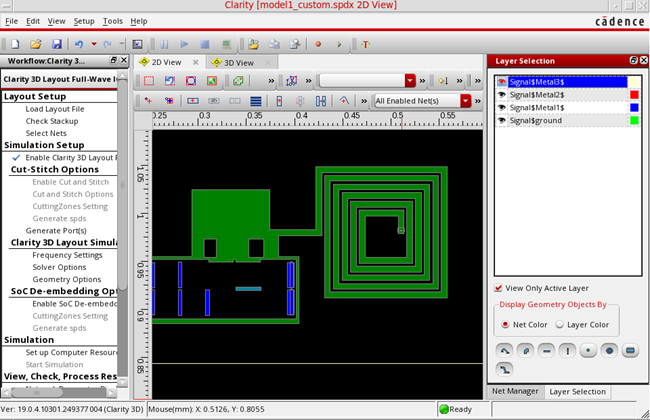 Clarity [model1_custom.spdx 2D View]
File Edit View Setup Tools Help
cādence
Workflow: Clarity 3...
Clarity 3D Layout Full-Wave I
Layout Setup
Load Layout File
Check Stackup
Select Nets
Simulation Setup
Enable Clarity 3D Layout F
Cut-Stitch Options
Enable Cut and Stitch
Cut and Stitch Options
CuttingZones Setting
Generate spds
Generate Port(s)
Clarity 3D Layout Simula
Frequency Settings
Solver Options
Geometry Options
SoC De-embedding Opt
Enable SoC De-embedd
CuttingZones Setting
Generate spds
Simulation
Set up Computer Resourc
Start Simulation
View, Check, Process Res
2D View
3D View
All Enabled Net(s)
0.25 0.3 0.35 0.4 0.45 0.5 0.55
1.05
1
0.95
0.9
0.85
Layer Selection
Signal$Metal3$
Signal$Metal2$
Signal$Metal1$
Signal$ground
View Only Active Layer
Display Geometry Objects By
Net Color
Layer Color
Net Manager
Layer Selection
Ver: 19.0.4.10301.249377004 (Clarity 3D)
Mouse(mm): X: 0.5126, Y: 0.8055
Ready